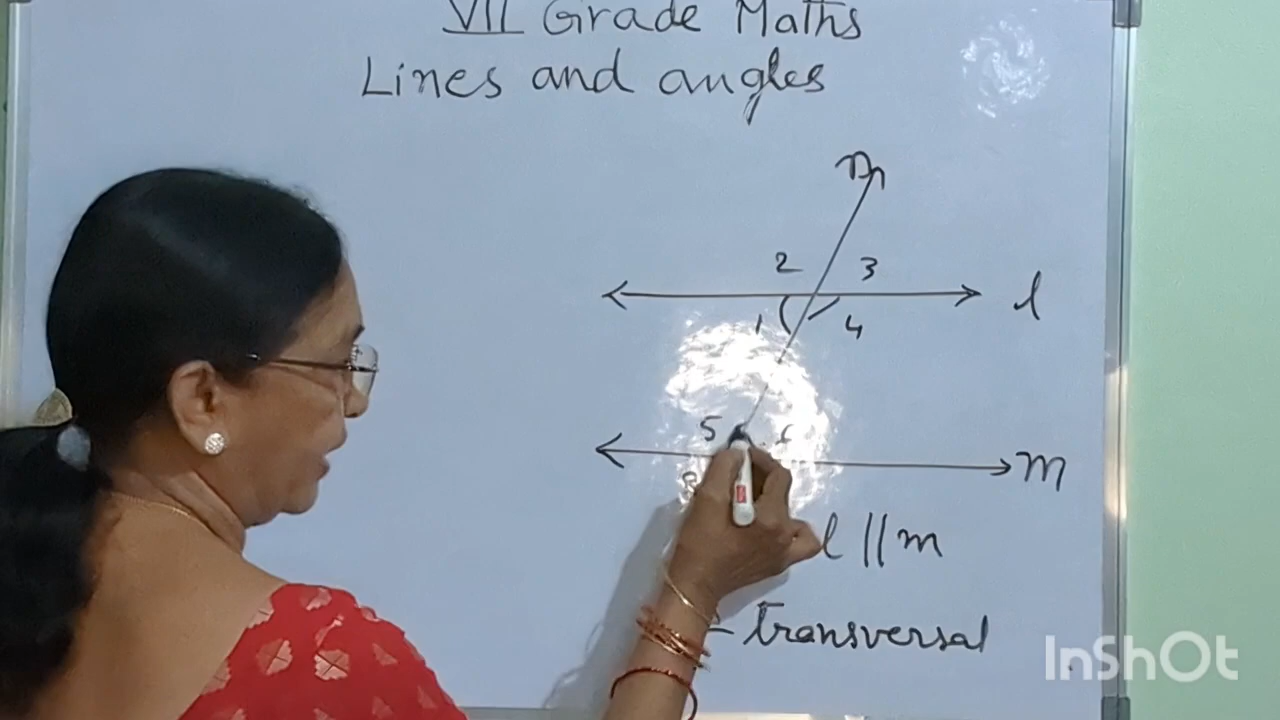 VII Grade Maths
Lines and angles
n
2 3
l
1 4
5
m
l || m
transversal
InShOt